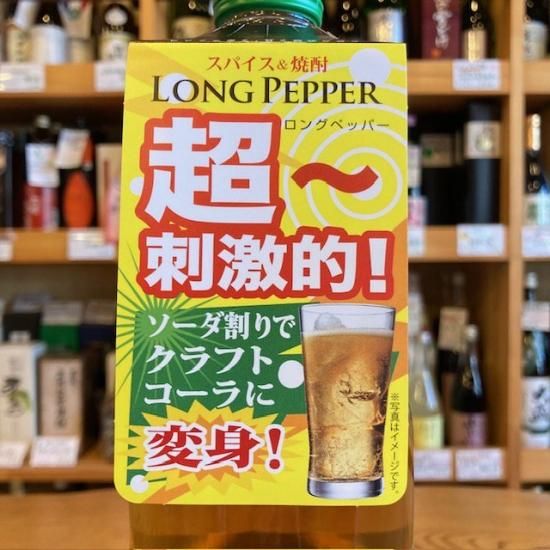 スパイス&焼酎
LONG PEPPER
ロングペッパー
超〜
刺激的!
ソーダ割りで
クラフト
コーラに
変身!
※写真はイメージです。